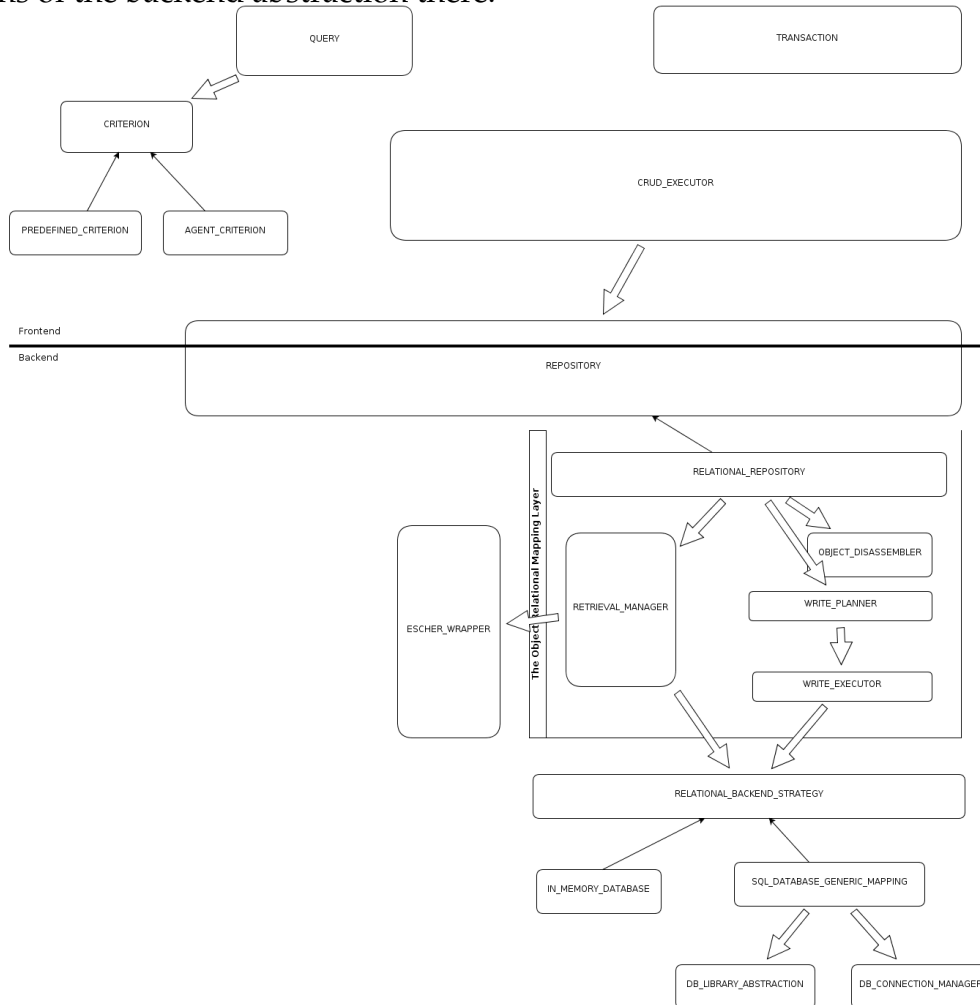 of the backend abstraction there.
QUERY
TRANSACTION
CRITERION
CRUD_EXECUTOR
PREDEFINED_CRITERION
AGENT_CRITERION
Frontend
Backend
REPOSITORY
RELATIONAL_REPOSITORY
The Object Relational Mapping Layer
OBJECT_DISASSEMBLER
RETRIEVAL_MANAGER
WRITE_PLANNER
ESCHER_WRAPPER
WRITE_EXECUTOR
RELATIONAL_BACKEND_STRATEGY
IN_MEMORY_DATABASE
SQL_DATABASE_GENERIC_MAPPING
DB_LIBRARY_ABSTRACTION
DB_CONNECTION_MANAGER